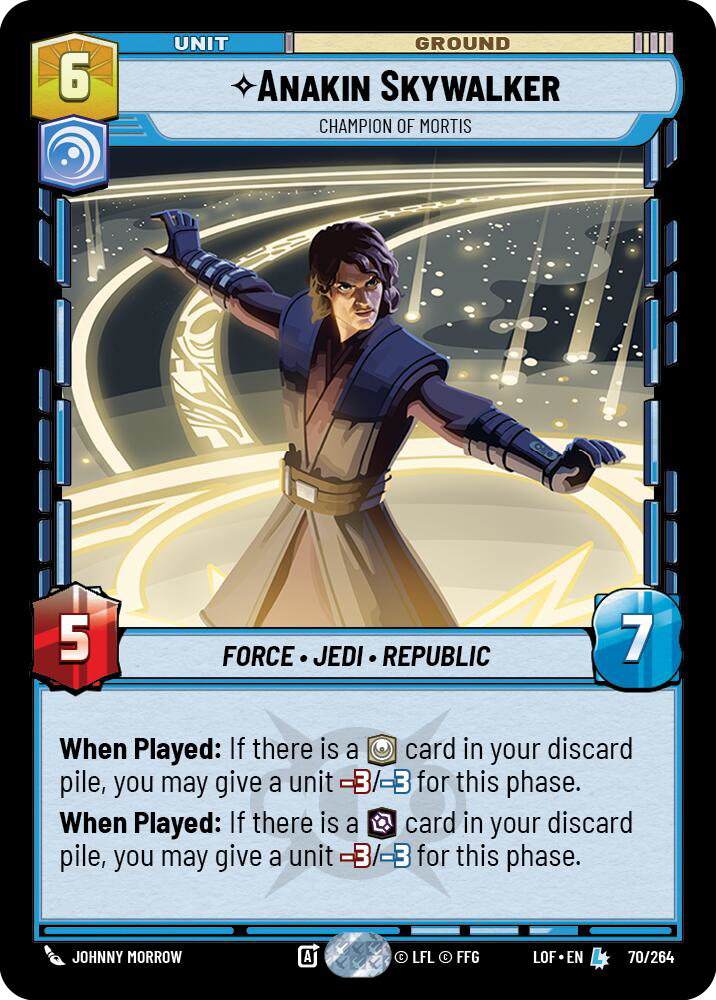 UNIT
GROUND
6
✧ANAKIN SKYWALKER
CHAMPION OF MORTIS
5
FORCE • JEDI • REPUBLIC
7
When Played: If there is a card in your discard
pile, you may give a unit -3/-3 for this phase.
When Played: If there is a card in your discard
pile, you may give a unit -3/-3 for this phase.
JOHNNY MORROW
A
© LFL © FFG
LOF • EN
L
70/264